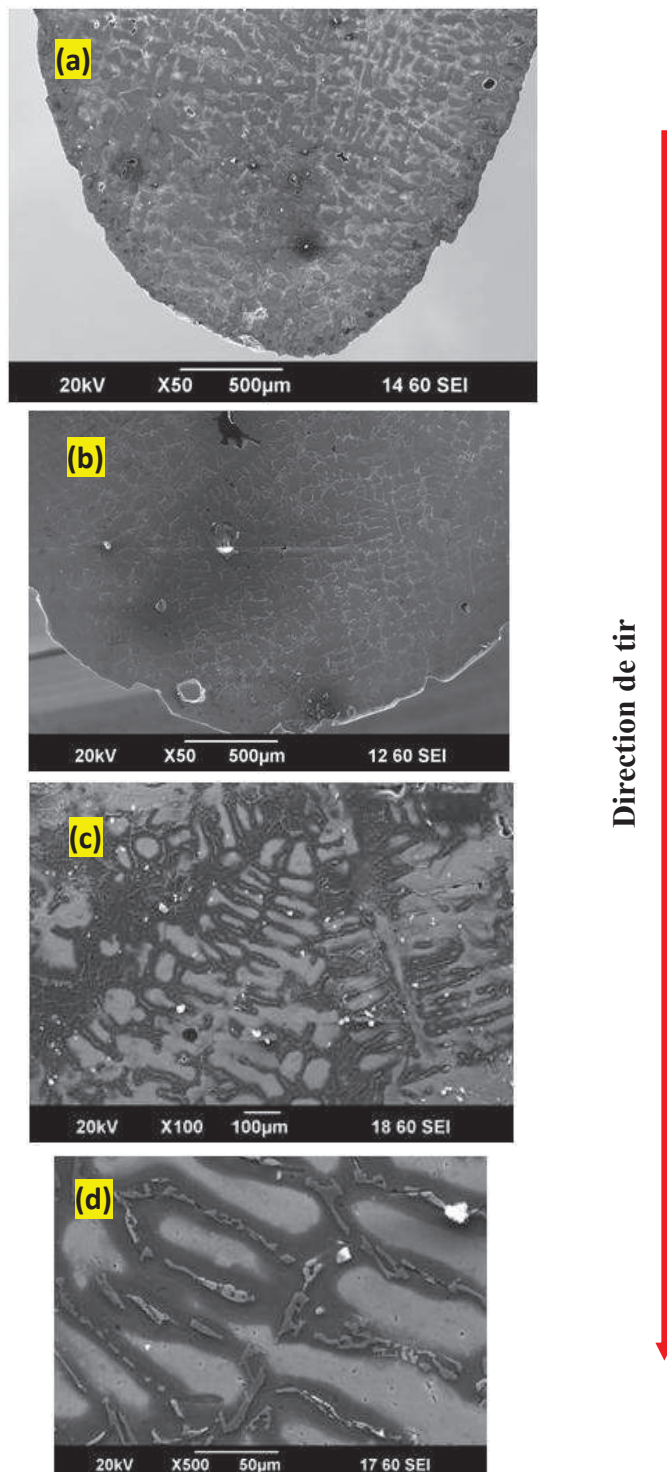 (a)
20kV X50 500µm 14 60 SEI
(b)
20kV X50 500µm 12 60 SEI
(c)
20kV X100 100µm 18 60 SEI
(d)
20kV X500 50µm 17 60 SEI
Direction de tir